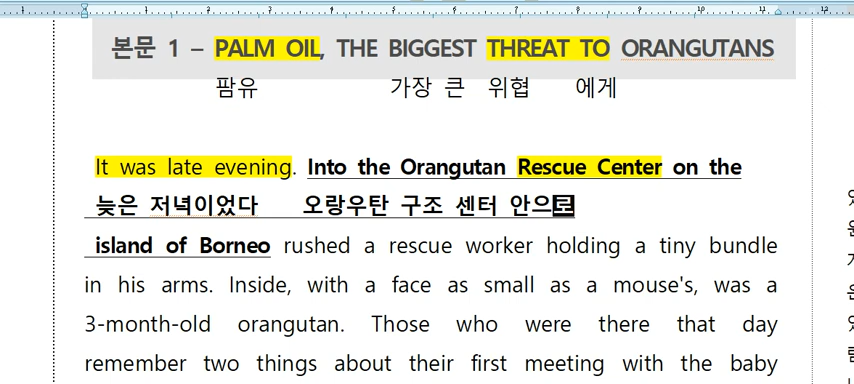 본문 1 – PALM OIL, THE BIGGEST THREAT TO ORANGUTANS
팜유 가장 큰 위협 에게
It was late evening. Into the Orangutan Rescue Center on the
늦은 저녁이었다 오랑우탄 구조 센터 안으로
island of Borneo rushed a rescue worker holding a tiny bundle
in his arms. Inside, with a face as small as a mouse's, was a
3-month-old orangutan. Those who were there that day
remember two things about their first meeting with the baby